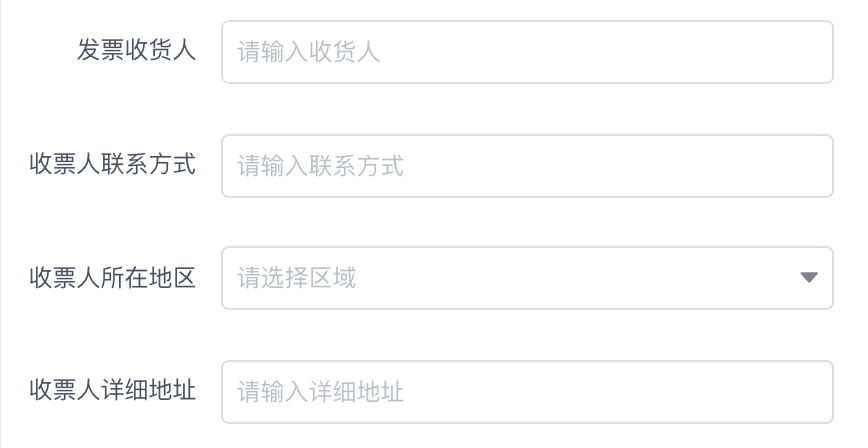 发票收货人
请输入收货人
收票人联系方式
请输入联系方式
收票人所在地区
请选择区域
收票人详细地址
请输入详细地址